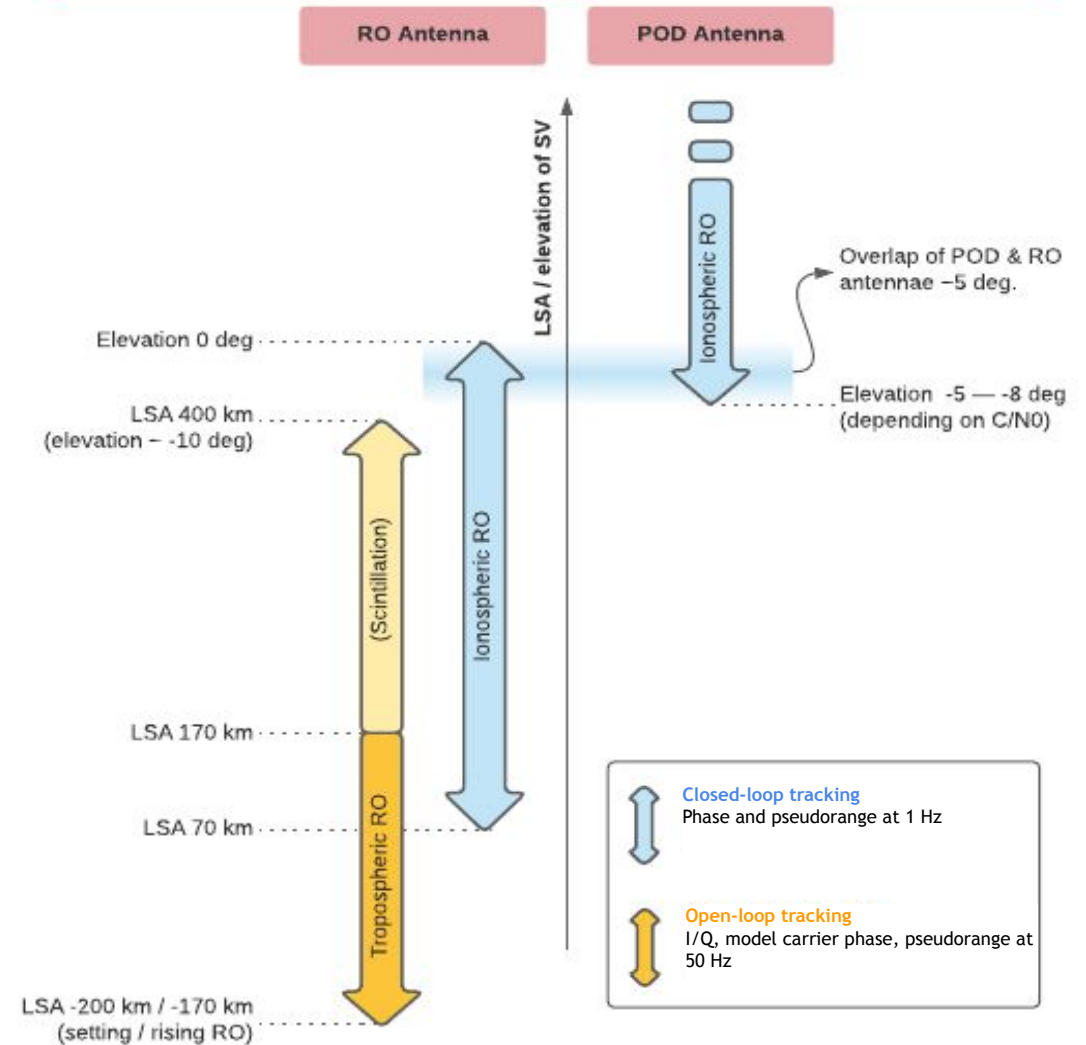 RO Antenna
POD Antenna
LSA / elevation of SV
Ionospheric RO
Overlap of POD & RO
antennae ~5 deg.
Elevation 0 deg
Elevation -5 — -8 deg
(depending on C/N0)
LSA 400 km
(elevation ~ -10 deg)
(Scintillation)
Ionospheric RO
LSA 170 km
LSA 70 km
Tropospheric RO
LSA -200 km / -170 km
(setting / rising RO)
Closed-loop tracking
Phase and pseudorange at 1 Hz
Open-loop tracking
I/Q, model carrier phase, pseudorange at
50 Hz